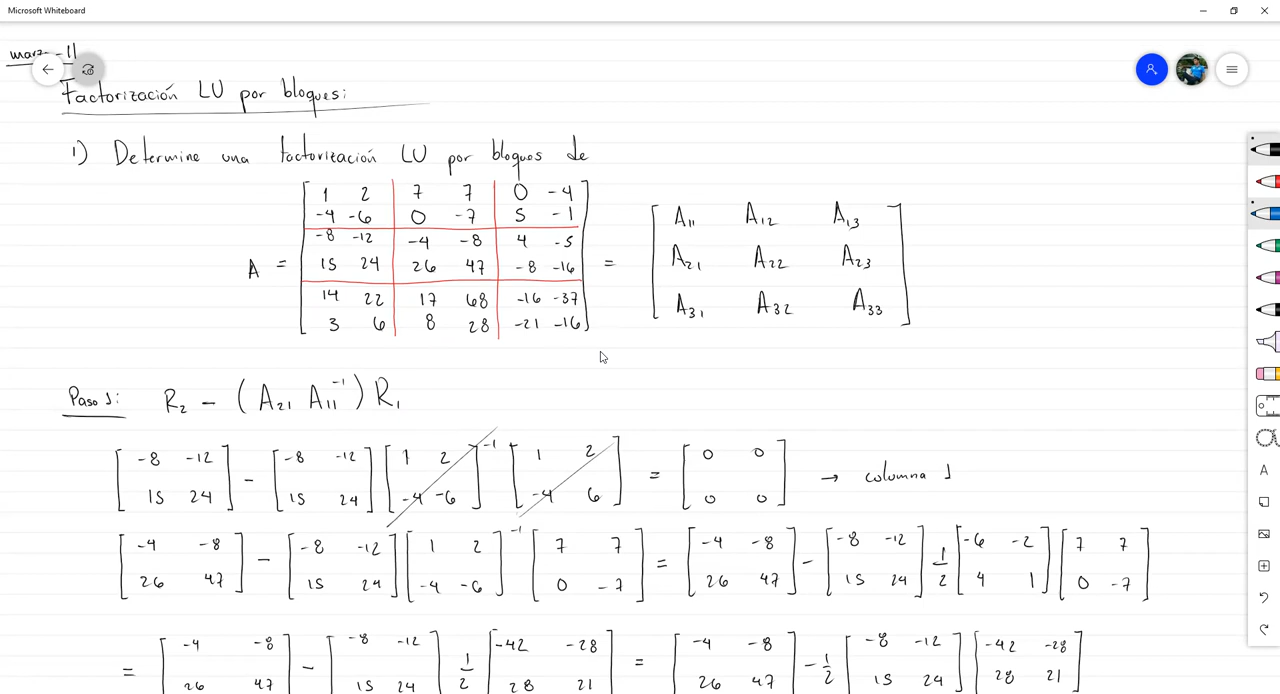 Microsoft Whiteboard
marzo - 11
Factorización LU por bloques:
1) Determine una factorización LU por bloques de
A = [ 1 2 | 7 7 | 0 -4 ] = [ A11 A12 A13 ]
[ -4 -6 | 0 -7 | 5 -1 ]
[ -8 -12 | -4 -8 | 4 -5 ] [ A21 A22 A23 ]
[ 15 24 | 26 47 | -8 -16 ]
[ 14 22 | 17 68 | -16 -37 ] [ A31 A32 A33 ]
[ 3 6 | 8 28 | -21 -16 ]
Paso 1: R2 - (A21 A11^-1) R1
[ -8 -12 ; 15 24 ] - [ -8 -12 ; 15 24 ] [ 1 2 ; -4 -6 ]^-1 [ 1 2 ; -4 6 ] = [ 0 0 ; 0 0 ] → columna 1
[ -4 -8 ; 26 47 ] - [ -8 -12 ; 15 24 ] [ 1 2 ; -4 -6 ]^-1 [ 7 7 ; 0 -7 ] = [ -4 -8 ; 26 47 ] - [ -8 -12 ; 15 24 ] 1/2 [ -6 -2 ; 4 1 ] [ 7 7 ; 0 -7 ]
= [ -4 -8 ; 26 47 ] - [ -8 -12 ; 15 24 ] 1/2 [ -42 -28 ; 28 21 ] = [ -4 -8 ; 26 47 ] - 1/2 [ -8 -12 ; 15 24 ] [ -42 -28 ; 28 21 ]